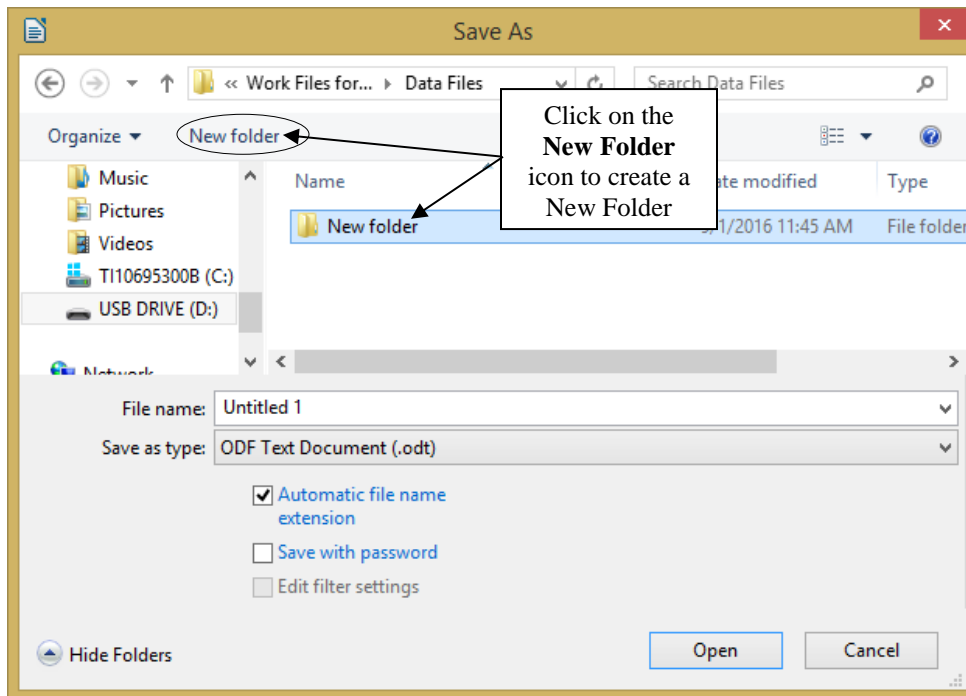 Save As
« Work Files for... Data Files
Search Data Files
Organize
New folder
Click on the
New Folder
icon to create a
New Folder
Music
Pictures
Videos
TI10695300B (C:)
USB DRIVE (D:)
Network
Name
ate modified
Type
New folder
/1/2016 11:45 AM
File folder
File name:
Untitled 1
Save as type:
ODF Text Document (.odt)
Automatic file name
extension
Save with password
Edit filter settings
Hide Folders
Open
Cancel